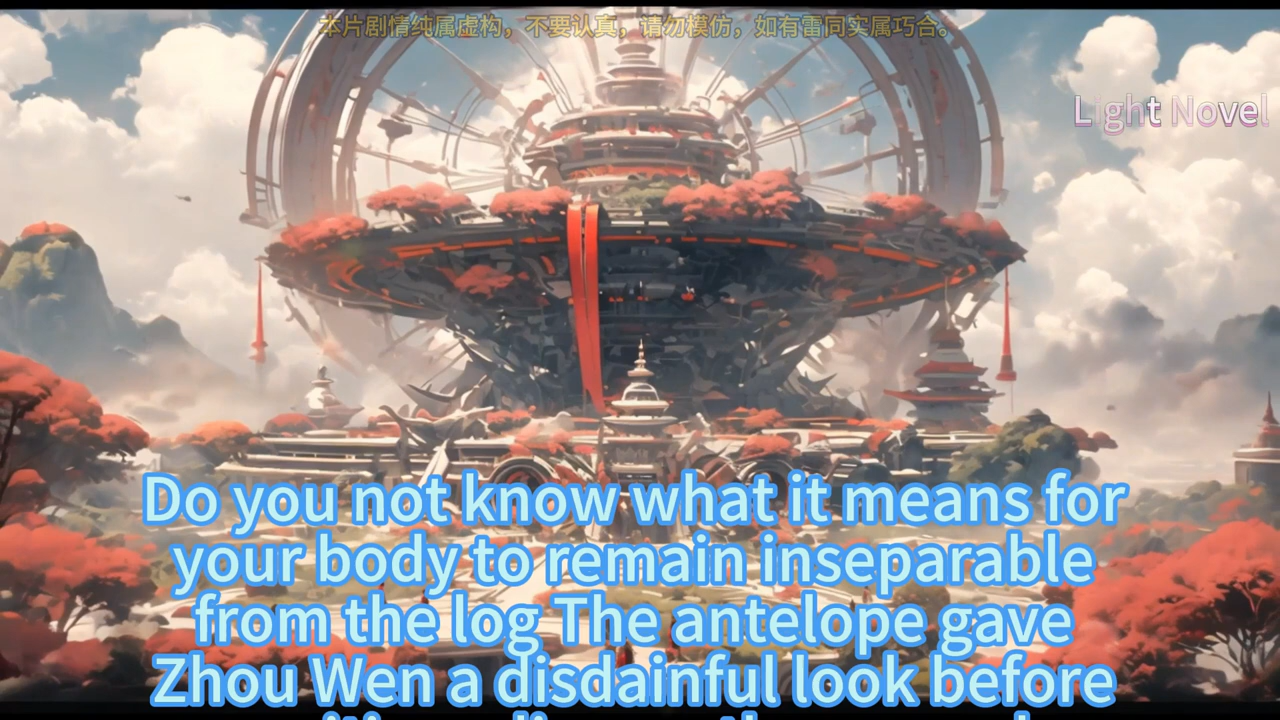 本片剧情纯属虚构，不要认真，请勿模仿，如有雷同实属巧合。
Light Novel
Do you not know what it means for
your body to remain inseparable
from the log The antelope gave
Zhou Wen a disdainful look before